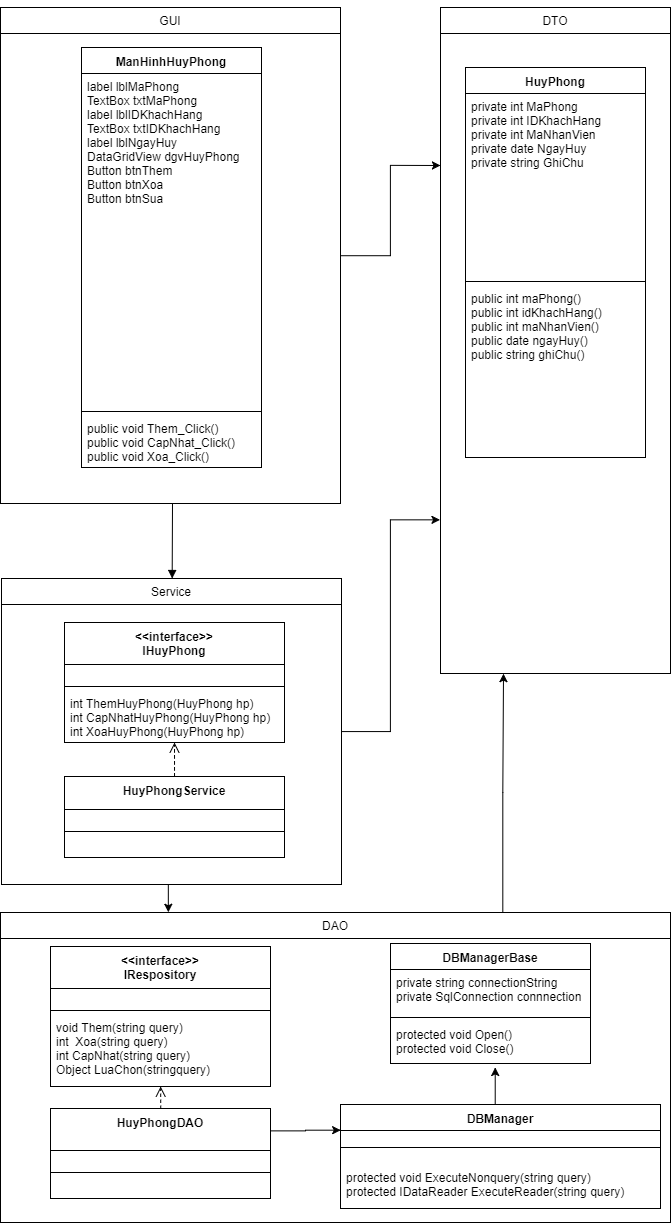 GUI
ManHinhHuyPhong
label lblMaPhong
TextBox txtMaPhong
label lblIDKhachHang
TextBox txtIDKhachHang
label lblNgayHuy
DataGridView dgvHuyPhong
Button btnThem
Button btnXoa
Button btnSua
public void Them_Click()
public void CapNhat_Click()
public void Xoa_Click()
DTO
HuyPhong
private int MaPhong
private int IDKhachHang
private int MaNhanVien
private date NgayHuy
private string GhiChu
public int maPhong()
public int idKhachHang()
public int maNhanVien()
public date ngayHuy()
public string ghiChu()
Service
<<interface>>
IHuyPhong
int ThemHuyPhong(HuyPhong hp)
int CapNhatHuyPhong(HuyPhong hp)
int XoaHuyPhong(HuyPhong hp)
HuyPhongService
DAO
<<interface>>
IRespository
void Them(string query)
int  Xoa(string query)
int CapNhat(string query)
Object LuaChon(stringquery)
HuyPhongDAO
DBManagerBase
private string connectionString
private SqlConnection connnection
protected void Open()
protected void Close()
DBManager
protected void ExecuteNonquery(string query)
protected IDataReader ExecuteReader(string query)